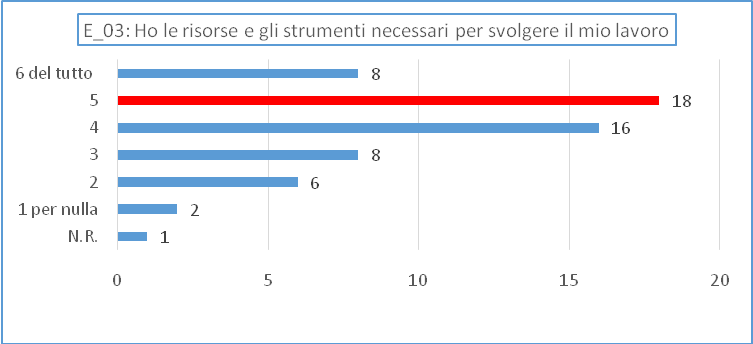 E_03: Ho le risorse e gli strumenti necessari per svolgere il mio lavoro
6 del tutto 8
5 18
4 16
3 8
2 6
1 per nulla 2
N.R. 1
0 5 10 15 20